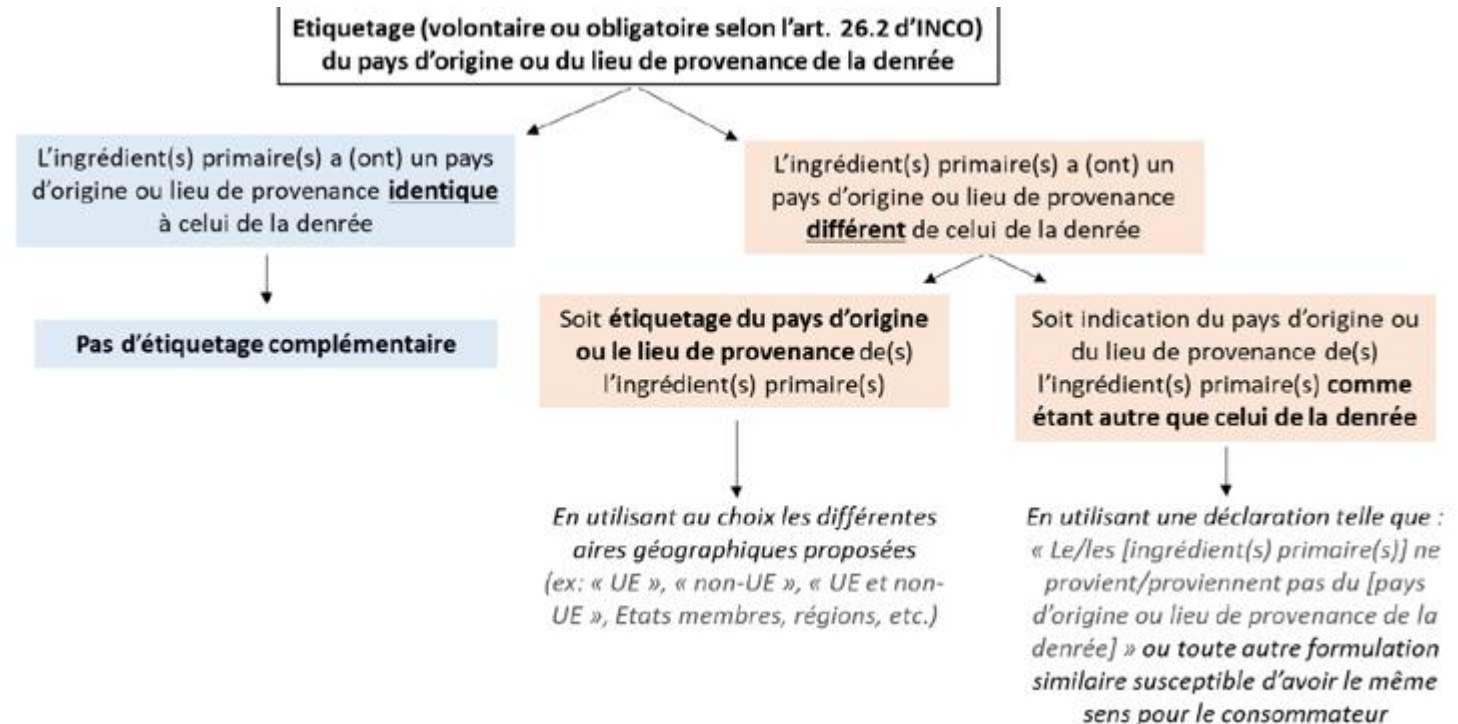 Etiquetage (volontaire ou obligatoire selon l'art. 26.2 d'INCO)
du pays d'origine ou du lieu de provenance de la denrée
L'ingrédient(s) primaire(s) a (ont) un pays
d'origine ou lieu de provenance identique
à celui de la denrée
L'ingrédient(s) primaire(s) a (ont) un
pays d'origine ou lieu de provenance
différent de celui de la denrée
Pas d'étiquetage complémentaire
Soit étiquetage du pays d'origine
ou le lieu de provenance de(s)
l'ingrédient(s) primaire(s)
Soit indication du pays d'origine ou
du lieu de provenance de(s)
l'ingrédient(s) primaire(s) comme
étant autre que celui de la denrée
En utilisant au choix les différentes
aires géographiques proposées
(ex: « UE », « non-UE », « UE et non-
UE », Etats membres, régions, etc.)
En utilisant une déclaration telle que :
« Le/les [ingrédient(s) primaire(s)] ne
provient/proviennent pas du [pays
d'origine ou lieu de provenance de la
denrée] » ou toute autre formulation
similaire susceptible d'avoir le même
sens pour le consommateur